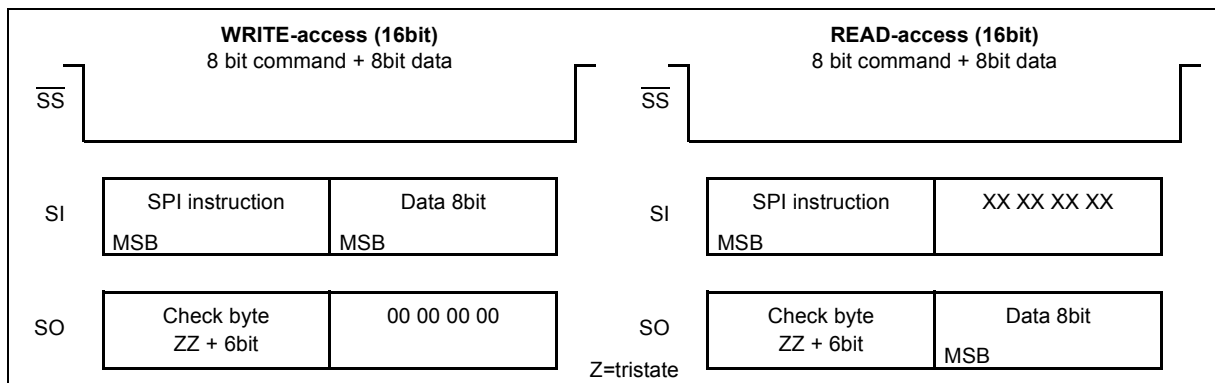 WRITE-access (16bit)
8 bit command + 8bit data
SS
SI
SPI instruction
MSB
Data 8bit
MSB
SO
Check byte
ZZ + 6bit
00 00 00 00
READ-access (16bit)
8 bit command + 8bit data
SS
SI
SPI instruction
MSB
XX XX XX XX
SO
Check byte
ZZ + 6bit
Data 8bit
MSB
Z=tristate